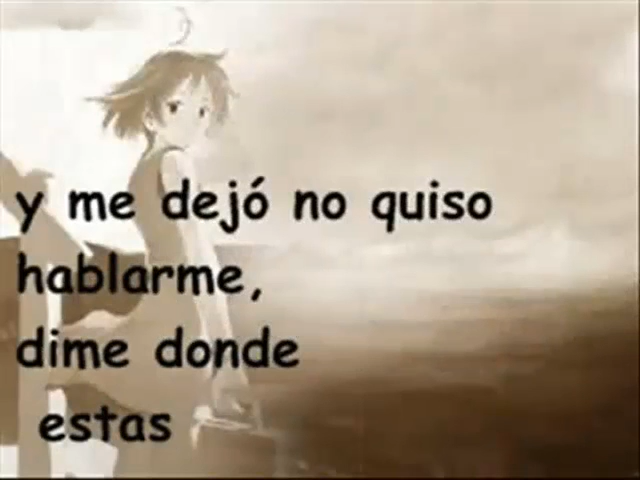 y me dejó no quiso
hablarme,
dime donde
estas